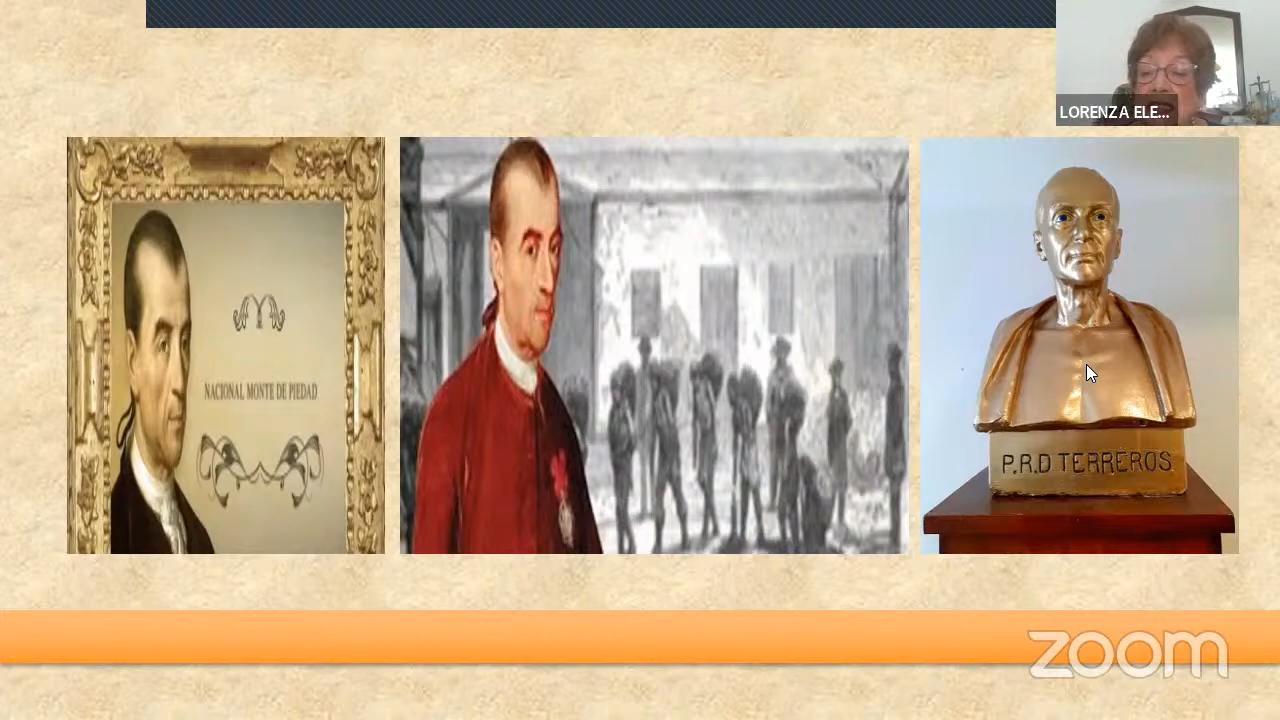 LORENZA ELE...
NACIONAL MONTE DE PIEDAD
P.R.D TERREROS
zoom